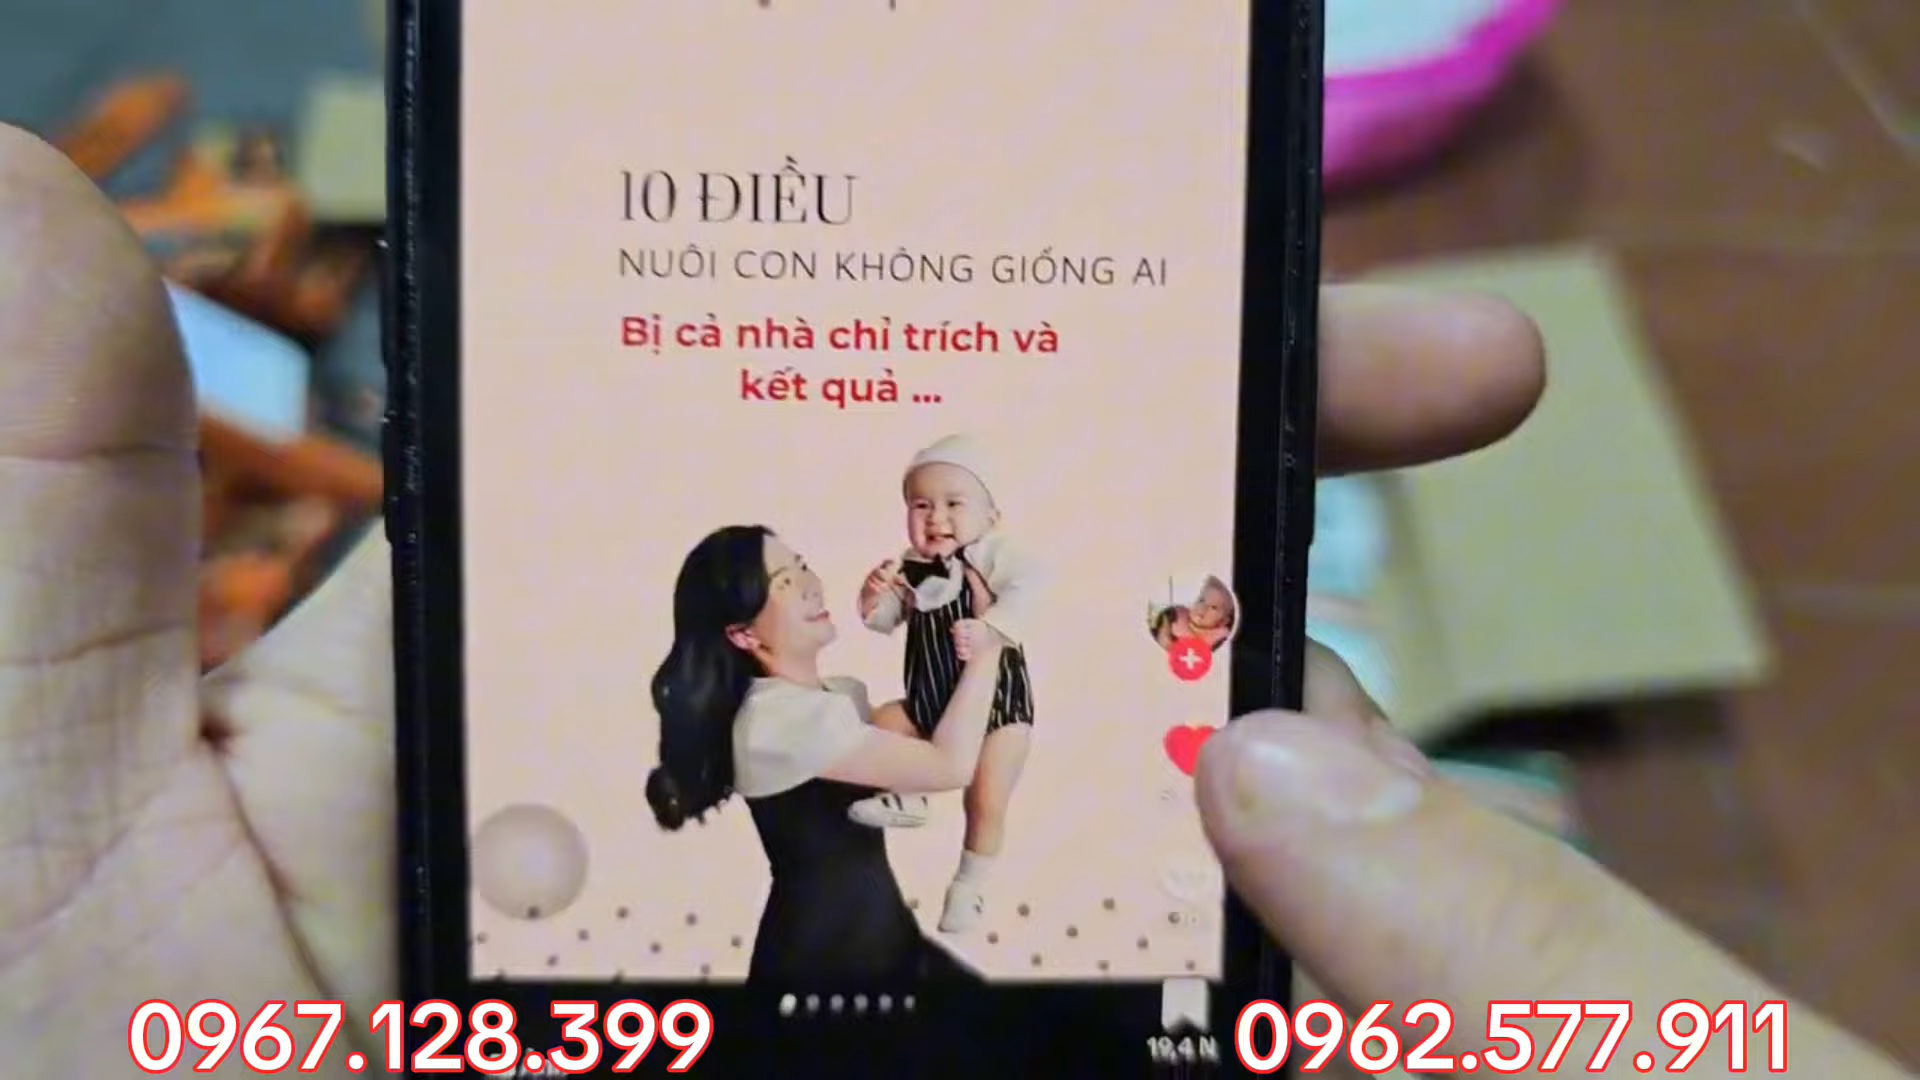 10 ĐIỀU
NUÔI CON KHÔNG GIỐNG AI
Bị cả nhà chỉ trích và
kết quả ...
19,4 N
0967.128.399
0962.577.911